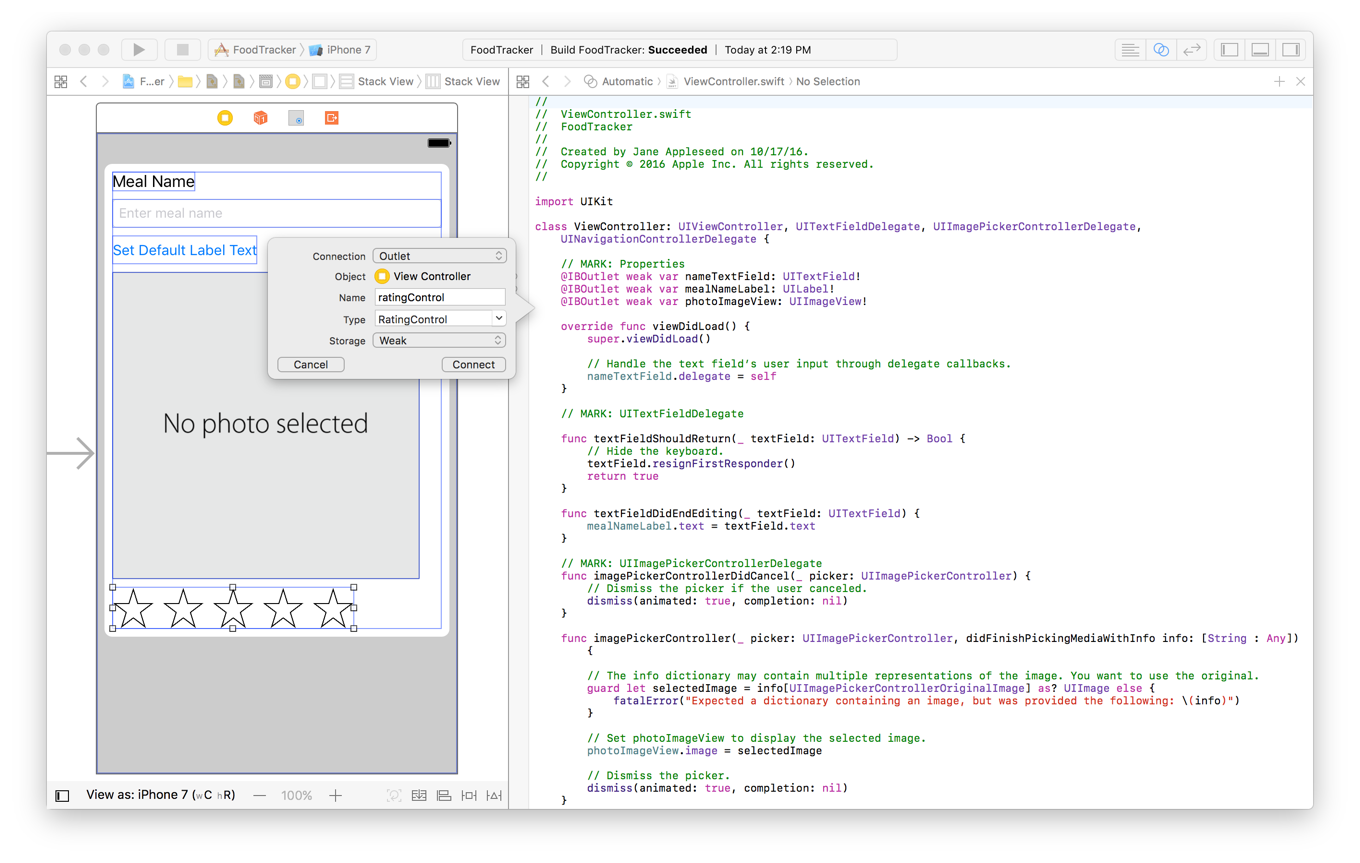 FoodTracker iPhone 7
FoodTracker | Build FoodTracker: Succeeded | Today at 2:19 PM
F...er Stack View Stack View
Automatic ViewController.swift No Selection
Meal Name
Enter meal name
Set Default Label Text
No photo selected
Connection Outlet
Object View Controller
Name ratingControl
Type RatingControl
Storage Weak
Cancel Connect
View as: iPhone 7 (wC hR) — 100% +
//
// ViewController.swift
// FoodTracker
//
// Created by Jane Appleseed on 10/17/16.
// Copyright © 2016 Apple Inc. All rights reserved.
//
import UIKit
class ViewController: UIViewController, UITextFieldDelegate, UIImagePickerControllerDelegate,
UINavigationControllerDelegate {
// MARK: Properties
@IBOutlet weak var nameTextField: UITextField!
@IBOutlet weak var mealNameLabel: UILabel!
@IBOutlet weak var photoImageView: UIImageView!
override func viewDidLoad() {
super.viewDidLoad()
// Handle the text field’s user input through delegate callbacks.
nameTextField.delegate = self
}
// MARK: UITextFieldDelegate
func textFieldShouldReturn(_ textField: UITextField) -> Bool {
// Hide the keyboard.
textField.resignFirstResponder()
return true
}
func textFieldDidEndEditing(_ textField: UITextField) {
mealNameLabel.text = textField.text
}
// MARK: UIImagePickerControllerDelegate
func imagePickerControllerDidCancel(_ picker: UIImagePickerController) {
// Dismiss the picker if the user canceled.
dismiss(animated: true, completion: nil)
}
func imagePickerController(_ picker: UIImagePickerController, didFinishPickingMediaWithInfo info: [String : Any])
{
// The info dictionary may contain multiple representations of the image. You want to use the original.
guard let selectedImage = info[UIImagePickerControllerOriginalImage] as? UIImage else {
fatalError("Expected a dictionary containing an image, but was provided the following: \(info)")
}
// Set photoImageView to display the selected image.
photoImageView.image = selectedImage
// Dismiss the picker.
dismiss(animated: true, completion: nil)
}